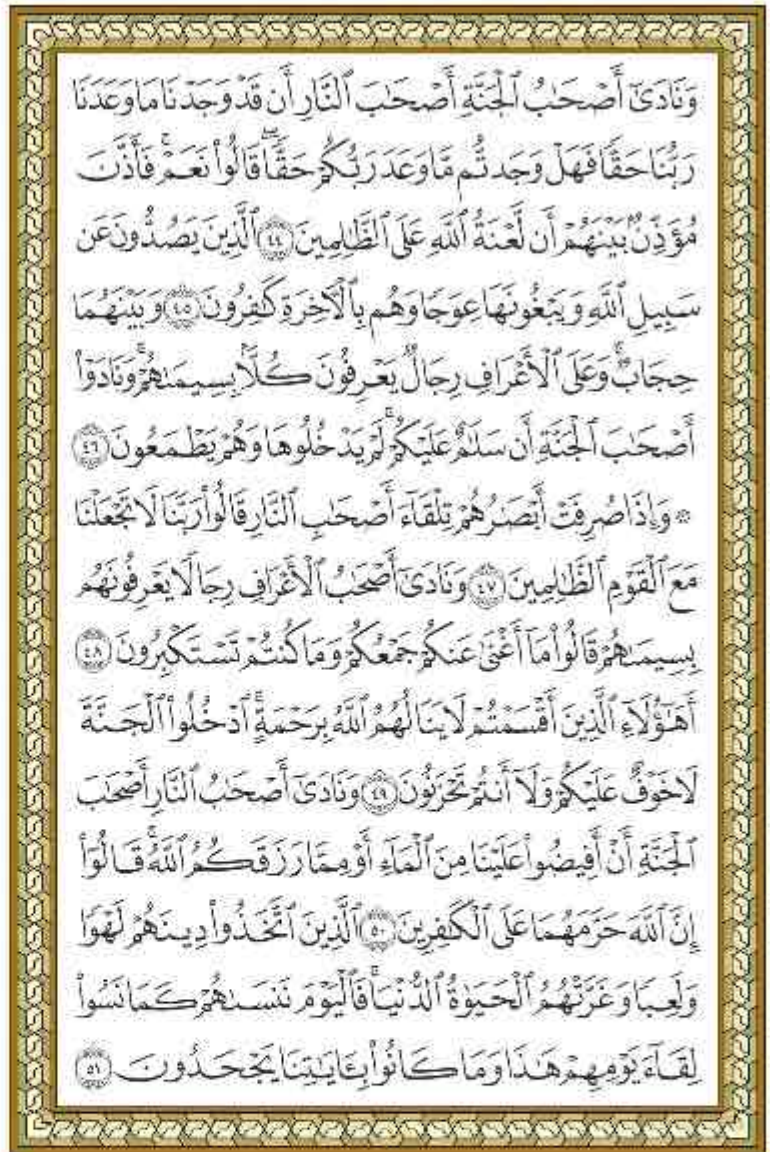 وَنَادَىٰٓ أَصْحَـٰبُ ٱلْجَنَّةِ أَصْحَـٰبَ ٱلنَّارِ أَن قَدْ وَجَدْنَا مَا وَعَدَنَا
رَبُّنَا حَقًّا فَهَلْ وَجَدتُّم مَّا وَعَدَ رَبُّكُمْ حَقًّا ۖ قَالُوا۟ نَعَمْ ۚ فَأَذَّنَ
مُؤَذِّنٌۢ بَيْنَهُمْ أَن لَّعْنَةُ ٱللَّهِ عَلَى ٱلظَّـٰلِمِينَ ٤٤ ٱلَّذِينَ يَصُدُّونَ عَن
سَبِيلِ ٱللَّهِ وَيَبْغُونَهَا عِوَجًا وَهُم بِٱلْـَٔاخِرَةِ كَـٰفِرُونَ ٤٥ وَبَيْنَهُمَا
حِجَابٌ ۚ وَعَلَى ٱلْأَعْرَافِ رِجَالٌ يَعْرِفُونَ كُلًّۢا بِسِيمَىٰهُمْ ۚ وَنَادَوْا۟
أَصْحَـٰبَ ٱلْجَنَّةِ أَن سَلَـٰمٌ عَلَيْكُمْ ۚ لَمْ يَدْخُلُوهَا وَهُمْ يَطْمَعُونَ ٤٦
۞ وَإِذَا صُرِفَتْ أَبْصَـٰرُهُمْ تِلْقَآءَ أَصْحَـٰبِ ٱلنَّارِ قَالُوا۟ رَبَّنَا لَا تَجْعَلْنَا
مَعَ ٱلْقَوْمِ ٱلظَّـٰلِمِينَ ٤٧ وَنَادَىٰٓ أَصْحَـٰبُ ٱلْأَعْرَافِ رِجَالًا يَعْرِفُونَهُم
بِسِيمَىٰهُمْ قَالُوا۟ مَآ أَغْنَىٰ عَنكُمْ جَمْعُكُمْ وَمَا كُنتُمْ تَسْتَكْبِرُونَ ٤٨
أَهَـٰٓؤُلَآءِ ٱلَّذِينَ أَقْسَمْتُمْ لَا يَنَالُهُمُ ٱللَّهُ بِرَحْمَةٍ ۚ ٱدْخُلُوا۟ ٱلْجَنَّةَ
لَا خَوْفٌ عَلَيْكُمْ وَلَآ أَنتُمْ تَحْزَنُونَ ٤٩ وَنَادَىٰٓ أَصْحَـٰبُ ٱلنَّارِ أَصْحَـٰبَ
ٱلْجَنَّةِ أَنْ أَفِيضُوا۟ عَلَيْنَا مِنَ ٱلْمَآءِ أَوْ مِمَّا رَزَقَكُمُ ٱللَّهُ ۚ قَالُوٓا۟
إِنَّ ٱللَّهَ حَرَّمَهُمَا عَلَى ٱلْكَـٰفِرِينَ ٥٠ ٱلَّذِينَ ٱتَّخَذُوا۟ دِينَهُمْ لَهْوًا
وَلَعِبًا وَغَرَّتْهُمُ ٱلْحَيَوٰةُ ٱلدُّنْيَا ۚ فَٱلْيَوْمَ نَنسَىٰهُمْ كَمَا نَسُوا۟
لِقَآءَ يَوْمِهِمْ هَـٰذَا وَمَا كَانُوا۟ بِـَٔايَـٰتِنَا يَجْحَدُونَ ٥١